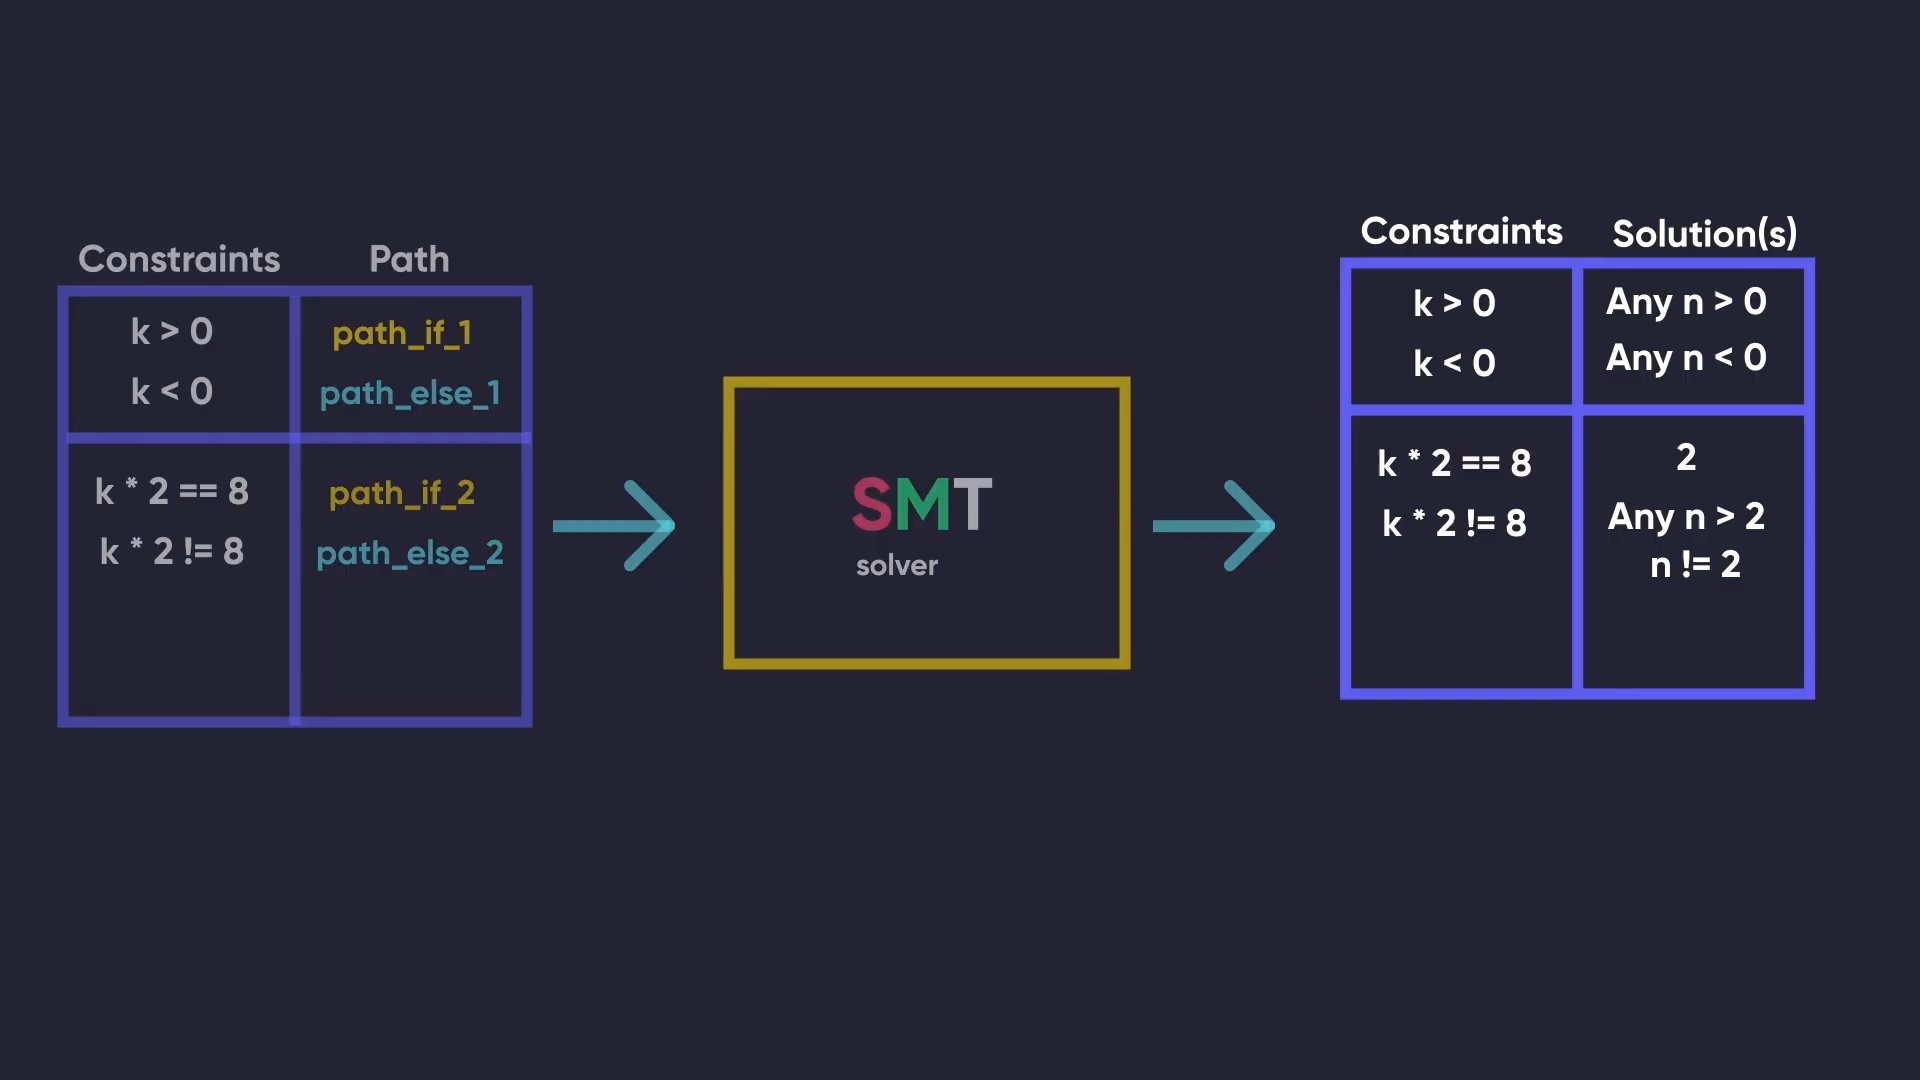 Constraints Path
k > 0 path_if_1
k < 0 path_else_1
k * 2 == 8 path_if_2
k * 2 != 8 path_else_2
SMT
solver
Constraints Solution(s)
k > 0 Any n > 0
k < 0 Any n < 0
k * 2 == 8 2
k * 2 != 8 Any n > 2
n != 2